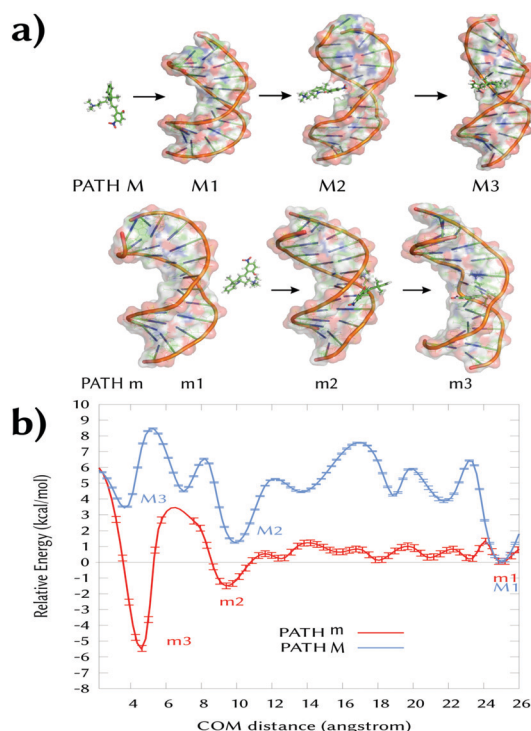 a)
PATH M M1 M2 M3
PATH m m1 m2 m3
b)
10
9
8
7
6
5
4
3
2
1
0
-1
-2
-3
-4
-5
-6
-7
-8
Relative Energy (kcal/mol)
M3
M2
m1
M1
m2
m3
PATH m
PATH M
4 6 8 10 12 14 16 18 20 22 24 26
COM distance (angstrom)